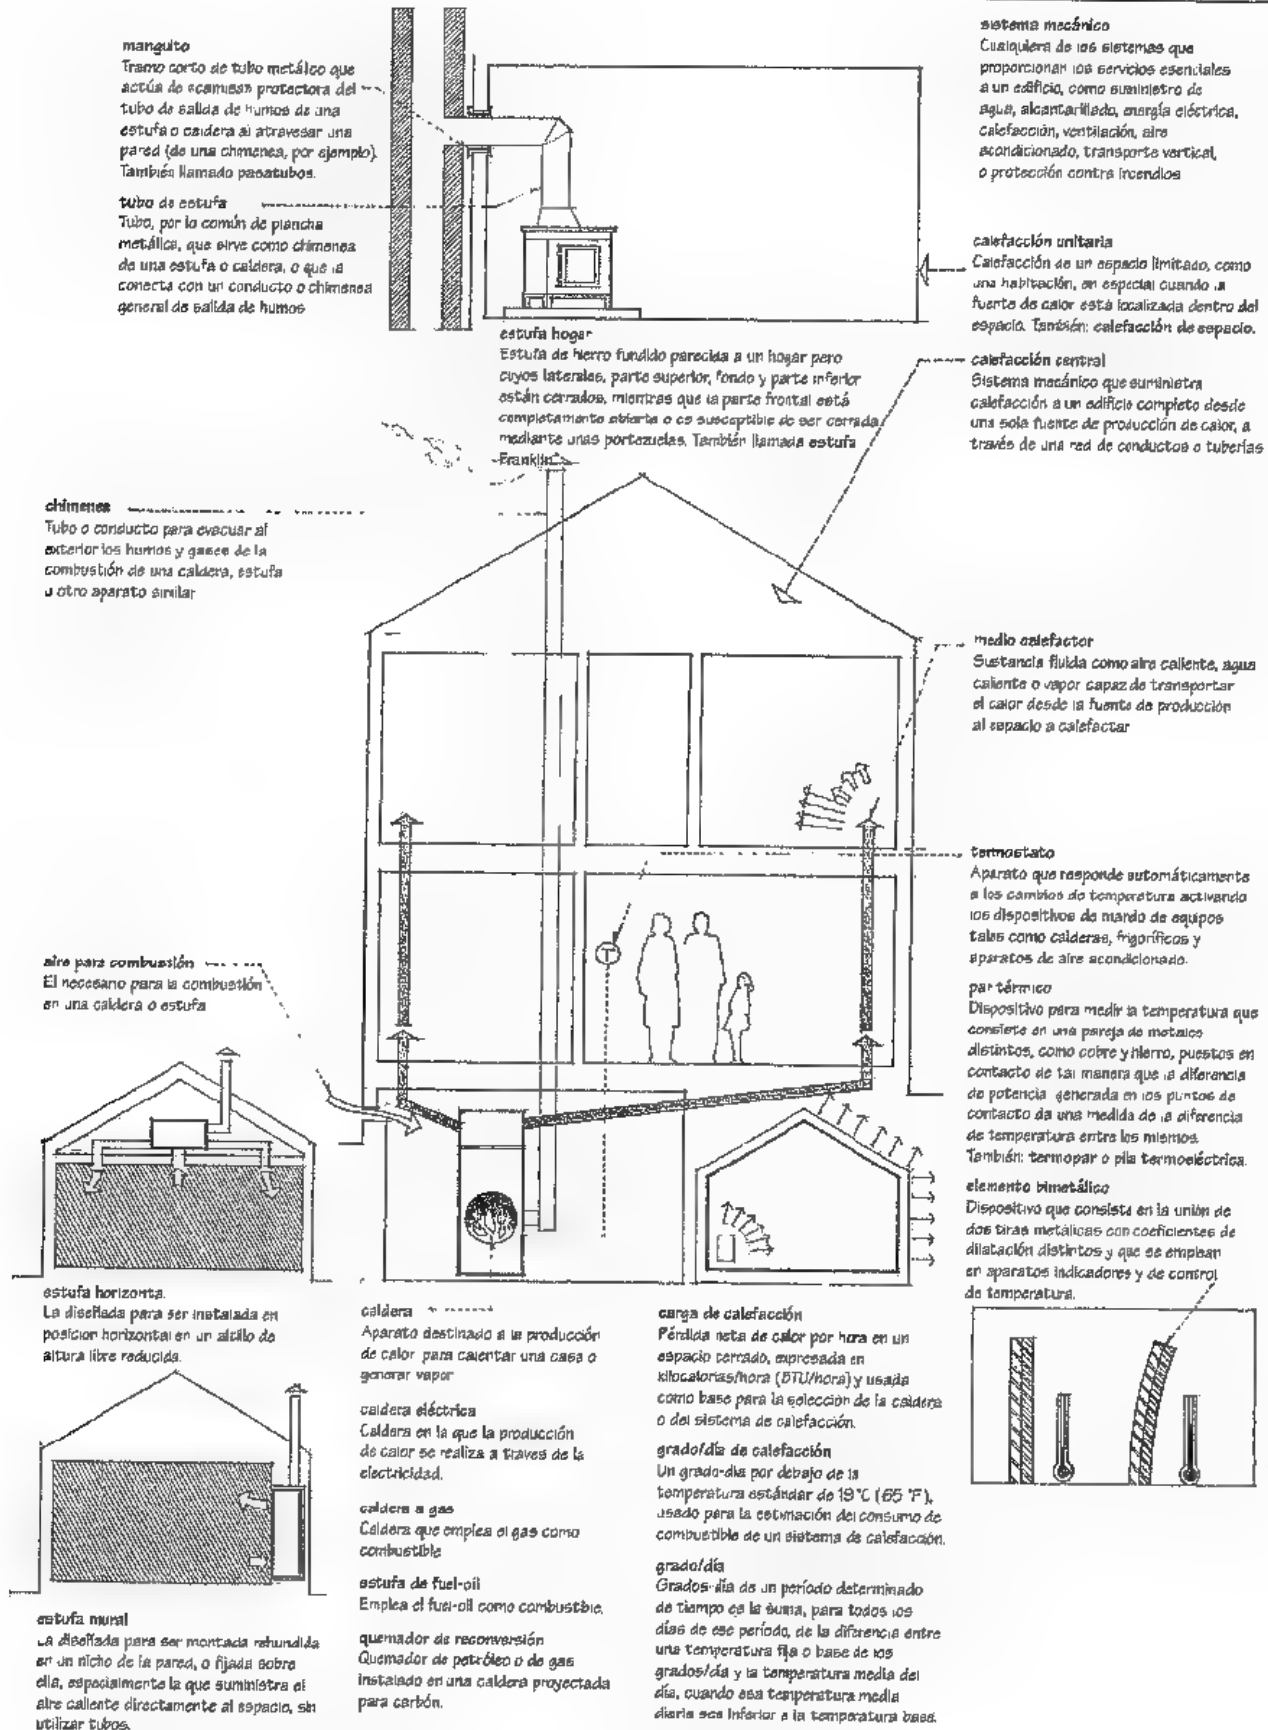 manguito
Tramo corto de tubo metálico que
actúa de «camisa» protectora del
tubo de salida de humos de una
estufa o caldera al atravesar una
pared (de una chimenea, por ejemplo).
También llamado pasatubos.
tubo de estufa
Tubo, por lo común de plancha
metálica, que sirve como chimenea
de una estufa o caldera, o que la
conecta con un conducto o chimenea
general de salida de humos
estufa hogar
Estufa de hierro fundido parecida a un hogar pero
cuyos laterales, parte superior, fondo y parte inferior
están cerrados, mientras que la parte frontal está
completamente abierta o es susceptible de ser cerrada
mediante unas portezuelas. También llamada estufa
Franklin.
chimenea
Tubo o conducto para evacuar al
exterior los humos y gases de la
combustión de una caldera, estufa
u otro aparato similar
aire para combustión
El necesario para la combustión
en una caldera o estufa
estufa horizonta.
La diseñada para ser instalada en
posición horizontal en un altillo de
altura libre reducida.
estufa mural
La diseñada para ser montada rehundida
en un nicho de la pared, o fijada sobre
ella, especialmente la que suministra el
aire caliente directamente al espacio, sin
utilizar tubos.
caldera
Aparato destinado a la producción
de calor para calentar una casa o
generar vapor
caldera eléctrica
Caldera en la que la producción
de calor se realiza a través de la
electricidad.
caldera a gas
Caldera que emplea el gas como
combustible
estufa de fuel-oil
Emplea el fuel-oil como combustible.
quemador de reconversión
Quemador de petróleo o de gas
instalado en una caldera proyectada
para carbón.
T
carga de calefacción
Pérdida neta de calor por hora en un
espacio cerrado, expresada en
kilocalorías/hora (BTU/hora) y usada
como base para la selección de la caldera
o del sistema de calefacción.
grado/día de calefacción
Un grado-día por debajo de la
temperatura estándar de 19 °C (65 °F),
usado para la estimación del consumo de
combustible de un sistema de calefacción.
grado/día
Grados-día de un período determinado
de tiempo es la suma, para todos los
días de ese período, de la diferencia entre
una temperatura fija o base de los
grados/día y la temperatura media del
día, cuando esa temperatura media
diaria sea inferior a la temperatura base.
sistema mecánico
Cualquiera de los sistemas que
proporcionan los servicios esenciales
a un edificio, como suministro de
agua, alcantarillado, energía eléctrica,
calefacción, ventilación, aire
acondicionado, transporte vertical,
o protección contra incendios
calefacción unitaria
Calefacción de un espacio limitado, como
una habitación, en especial cuando la
fuente de calor está localizada dentro del
espacio. También: calefacción de espacio.
calefacción central
Sistema mecánico que suministra
calefacción a un edificio completo desde
una sola fuente de producción de calor, a
través de una red de conductos o tuberías
medio calefactor
Sustancia fluida como aire caliente, agua
caliente o vapor capaz de transportar
el calor desde la fuente de producción
al espacio a calefactar
termostato
Aparato que responde automáticamente
a los cambios de temperatura activando
los dispositivos de mando de equipos
tales como calderas, frigoríficos y
aparatos de aire acondicionado.
par térmico
Dispositivo para medir la temperatura que
consiste en una pareja de metales
distintos, como cobre y hierro, puestos en
contacto de tal manera que la diferencia
de potencia generada en los puntos de
contacto da una medida de la diferencia
de temperatura entre los mismos.
También: termopar o pila termoeléctrica.
elemento bimetálico
Dispositivo que consiste en la unión de
dos tiras metálicas con coeficientes de
dilatación distintos y que se emplean
en aparatos indicadores y de control
de temperatura.